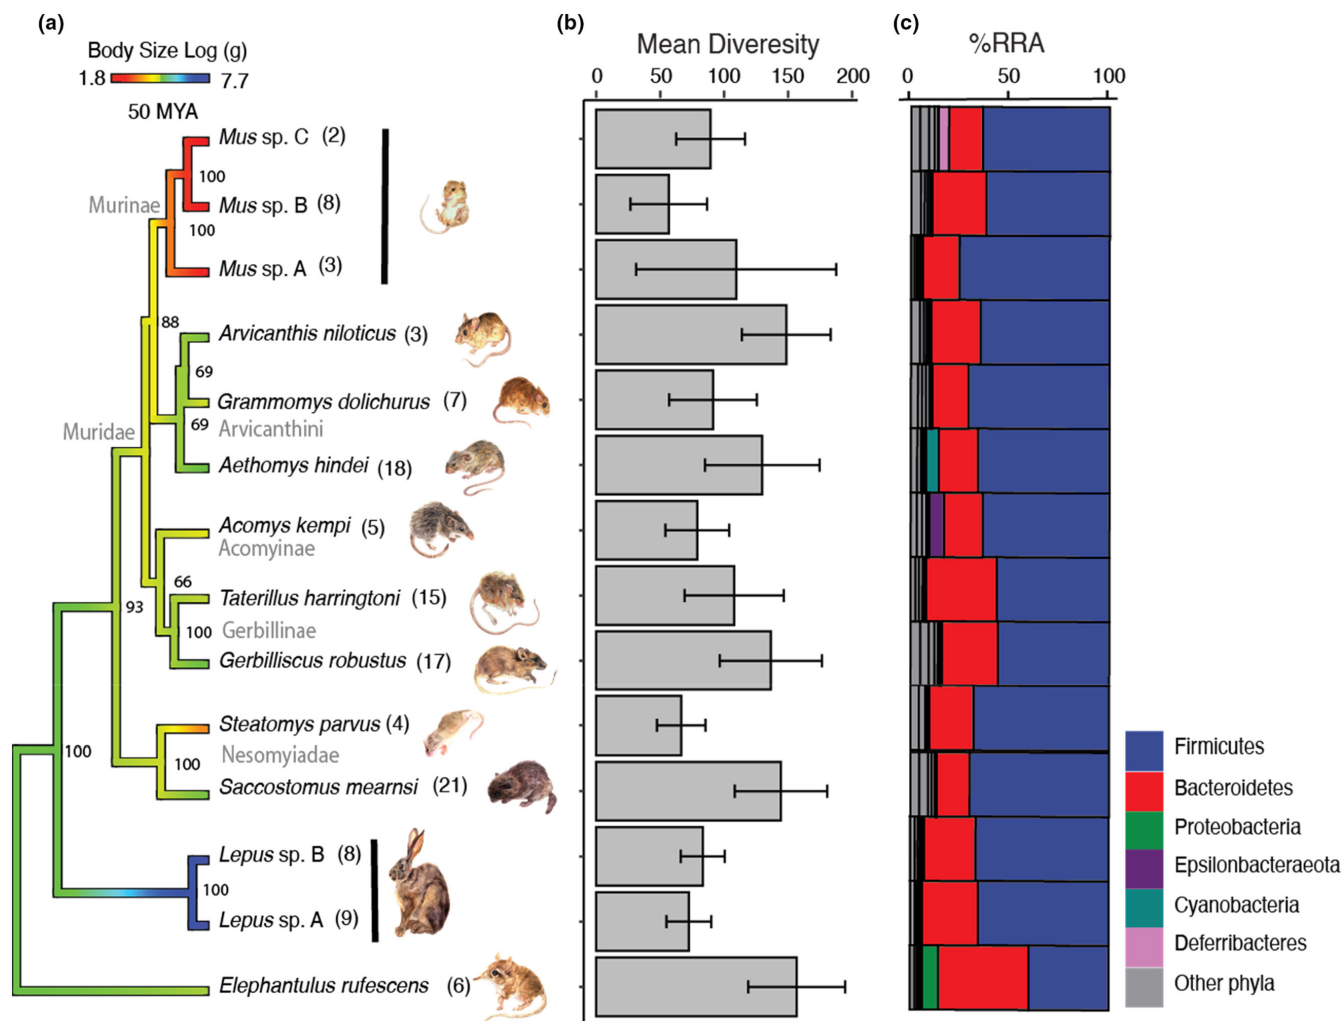 (a)
Body Size Log (g)
1.8 7.7
50 MYA
Mus sp. C (2)
100
Murinae
Mus sp. B (8)
100
Mus sp. A (3)
88
Arvicanthis niloticus (3)
69
Grammomys dolichurus (7)
69 Arvicanthini
Muridae
Aethomys hindei (18)
Acomys kempi (5)
Acomyinae
66
Taterillus harringtoni (15)
93
100 Gerbillinae
Gerbilliscus robustus (17)
Steatomys parvus (4)
100
Nesomyiadae
100
Saccostomus mearnsi (21)
Lepus sp. B (8)
100
Lepus sp. A (9)
Elephantulus rufescens (6)
(b)
Mean Diveresity
0 50 100 150 200
(c)
%RRA
0 50 100
Firmicutes
Bacteroidetes
Proteobacteria
Epsilonbacteraeota
Cyanobacteria
Deferribacteres
Other phyla